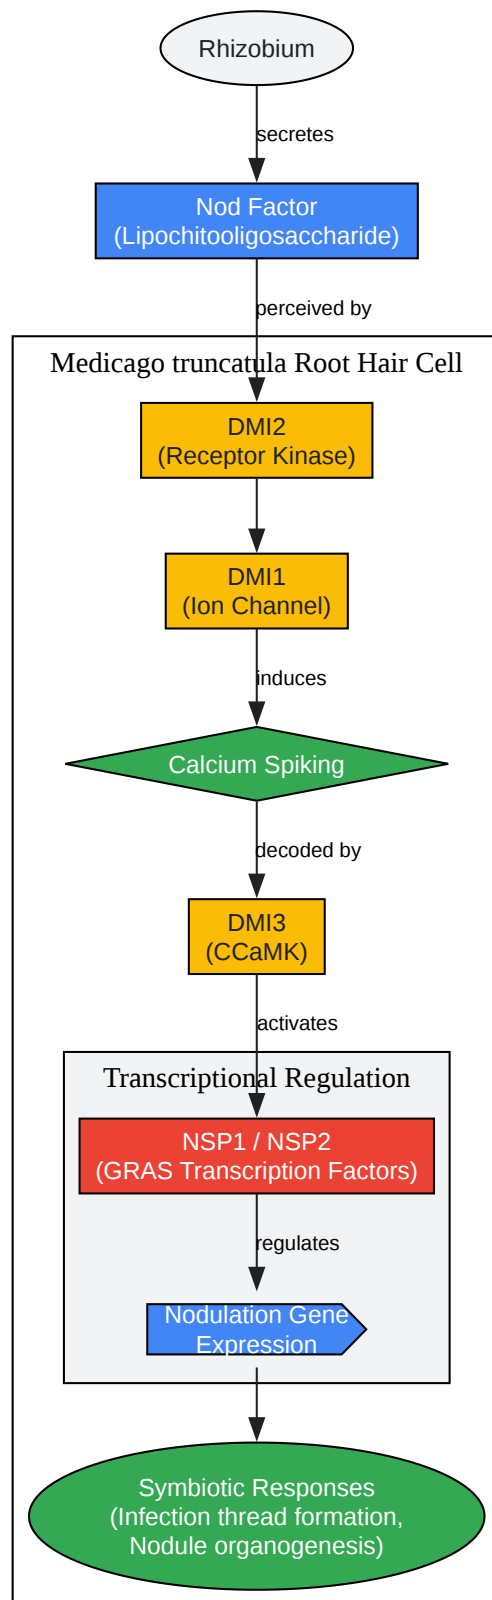 Rhizobium
secretes
Nod Factor
(Lipochitooligosaccharide)
perceived by
Medicago truncatula Root Hair Cell
DMI2
(Receptor Kinase)
DMI1
(Ion Channel)
induces
Calcium Spiking
decoded by
DMI3
(CCaMK)
activates
Transcriptional Regulation
NSP1 / NSP2
(GRAS Transcription Factors)
regulates
Nodulation Gene
Expression
Symbiotic Responses
(Infection thread formation,
Nodule organogenesis)